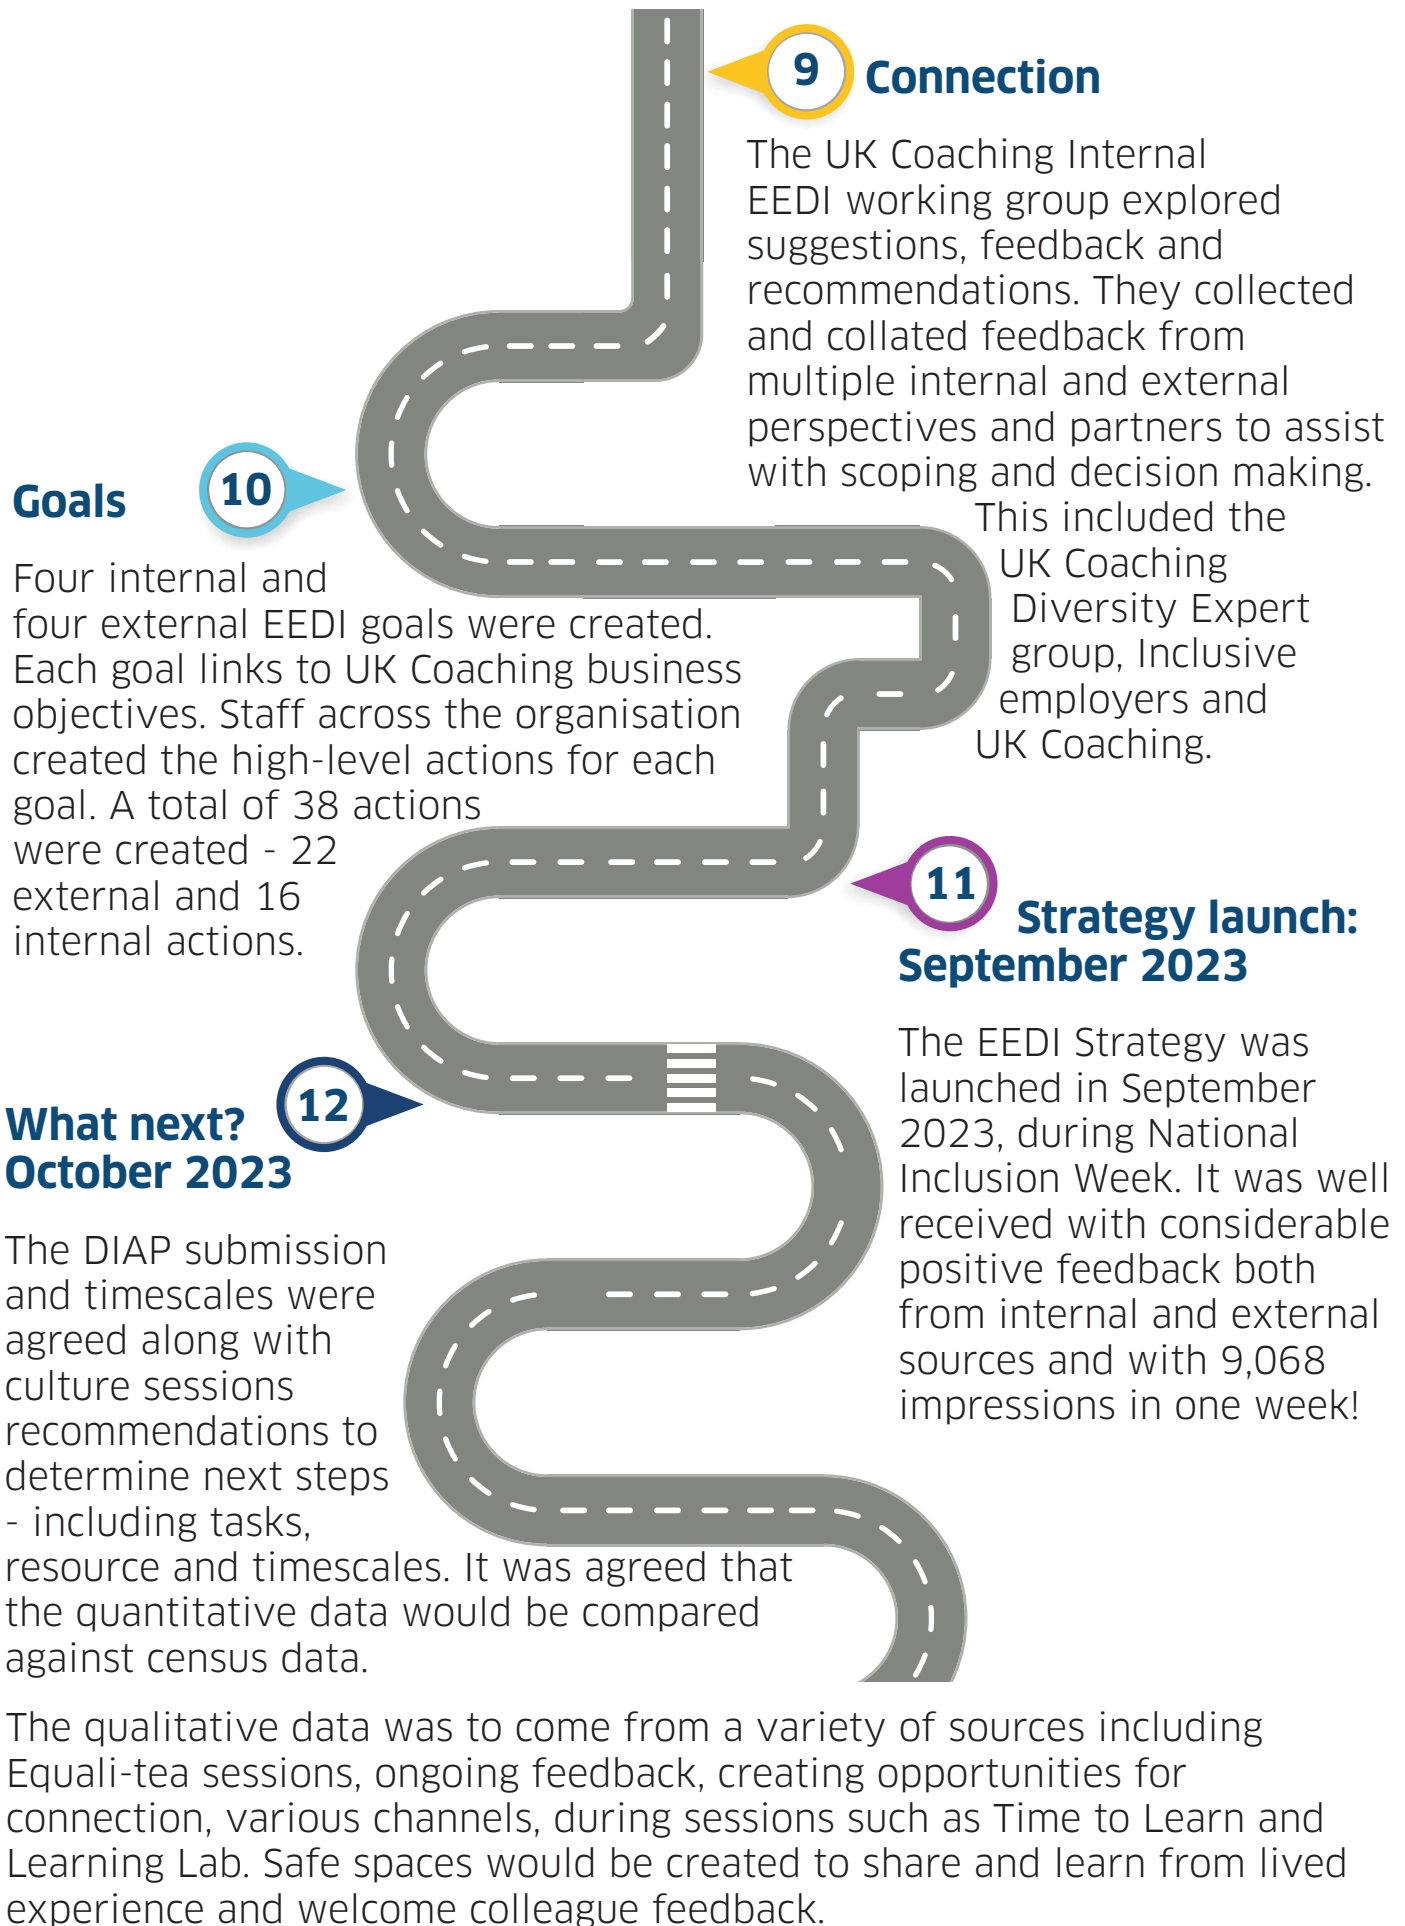 9
Connection
The UK Coaching Internal
EEDI working group explored
suggestions, feedback and
recommendations. They collected
and collated feedback from
multiple internal and external
perspectives and partners to assist
with scoping and decision making.
This included the
UK Coaching
Diversity Expert
group, Inclusive
employers and
UK Coaching.
10
Goals
Four internal and
four external EEDI goals were created.
Each goal links to UK Coaching business
objectives. Staff across the organisation
created the high-level actions for each
goal. A total of 38 actions
were created - 22
external and 16
internal actions.
11
Strategy launch:
September 2023
The EEDI Strategy was
launched in September
2023, during National
Inclusion Week. It was well
received with considerable
positive feedback both
from internal and external
sources and with 9,068
impressions in one week!
12
What next?
October 2023
The DIAP submission
and timescales were
agreed along with
culture sessions
recommendations to
determine next steps
- including tasks,
resource and timescales. It was agreed that
the quantitative data would be compared
against census data.
The qualitative data was to come from a variety of sources including
Equali-tea sessions, ongoing feedback, creating opportunities for
connection, various channels, during sessions such as Time to Learn and
Learning Lab. Safe spaces would be created to share and learn from lived
experience and welcome colleague feedback.